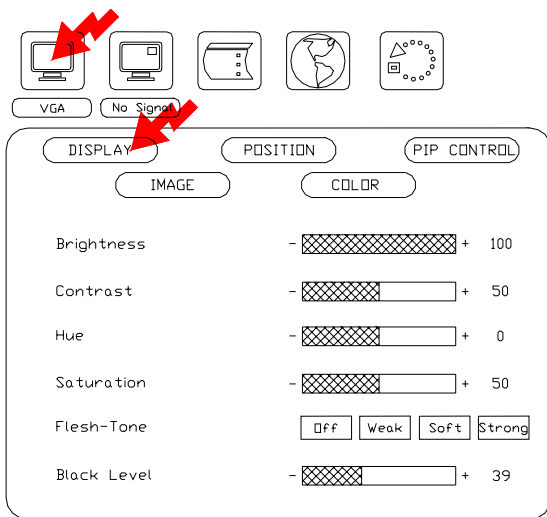 VGA No Signal
DISPLAY POSITION PIP CONTROL
IMAGE COLOR
Brightness - + 100
Contrast - + 50
Hue - + 0
Saturation - + 50
Flesh-Tone Off Weak Soft Strong
Black Level - + 39